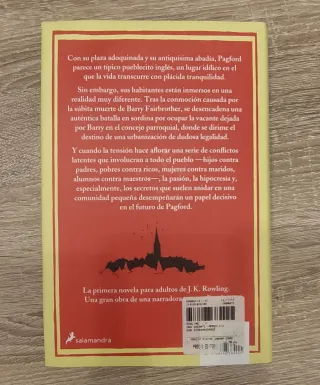 Con su plaza adoquinada y su antiquísima abadía, Pagford
parece un típico pueblecito inglés, un lugar idílico en el
que la vida transcurre con plácida tranquilidad.
Sin embargo, sus habitantes están inmersos en una
realidad muy diferente. Tras la conmoción causada por
la súbita muerte de Barry Fairbrother, se desencadena una
auténtica batalla en sordina por ocupar la vacante dejada
por Barry en el concejo parroquial, donde se dirime el
destino de una urbanización de dudosa legalidad.
Y cuando la tensión hace aflorar una serie de conflictos
latentes que involucran a todo el pueblo —hijos contra
padres, pobres contra ricos, mujeres contra maridos,
alumnos contra maestros—, la pasión, la hipocresía y,
especialmente, los secretos que suelen anidar en una
comunidad pequeña desempeñarán un papel decisivo
en el futuro de Pagford.
La primera novela para adultos de J.K. Rowling.
Una gran obra de una narradora
salamandra